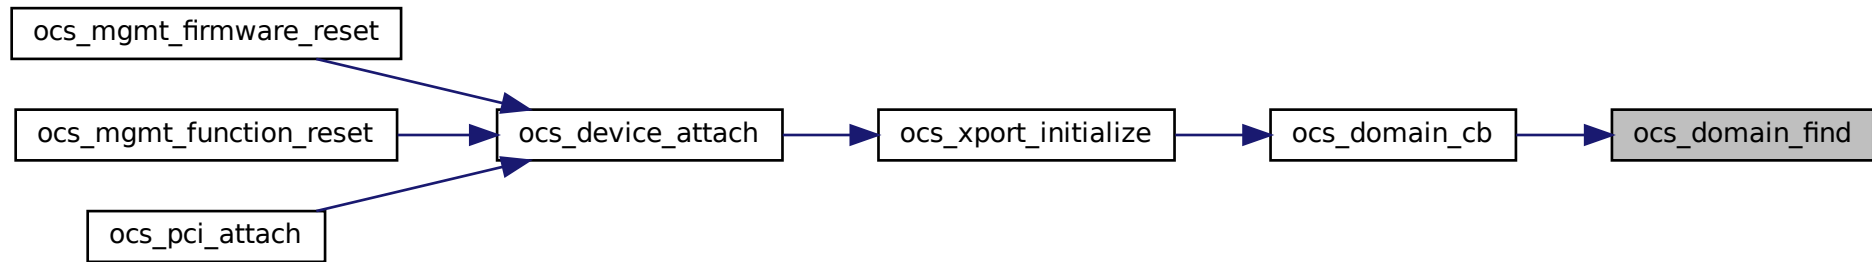 ocs_mgmt_firmware_reset
ocs_mgmt_function_reset
ocs_device_attach
ocs_xport_initialize
ocs_domain_cb
ocs_domain_find
ocs_pci_attach